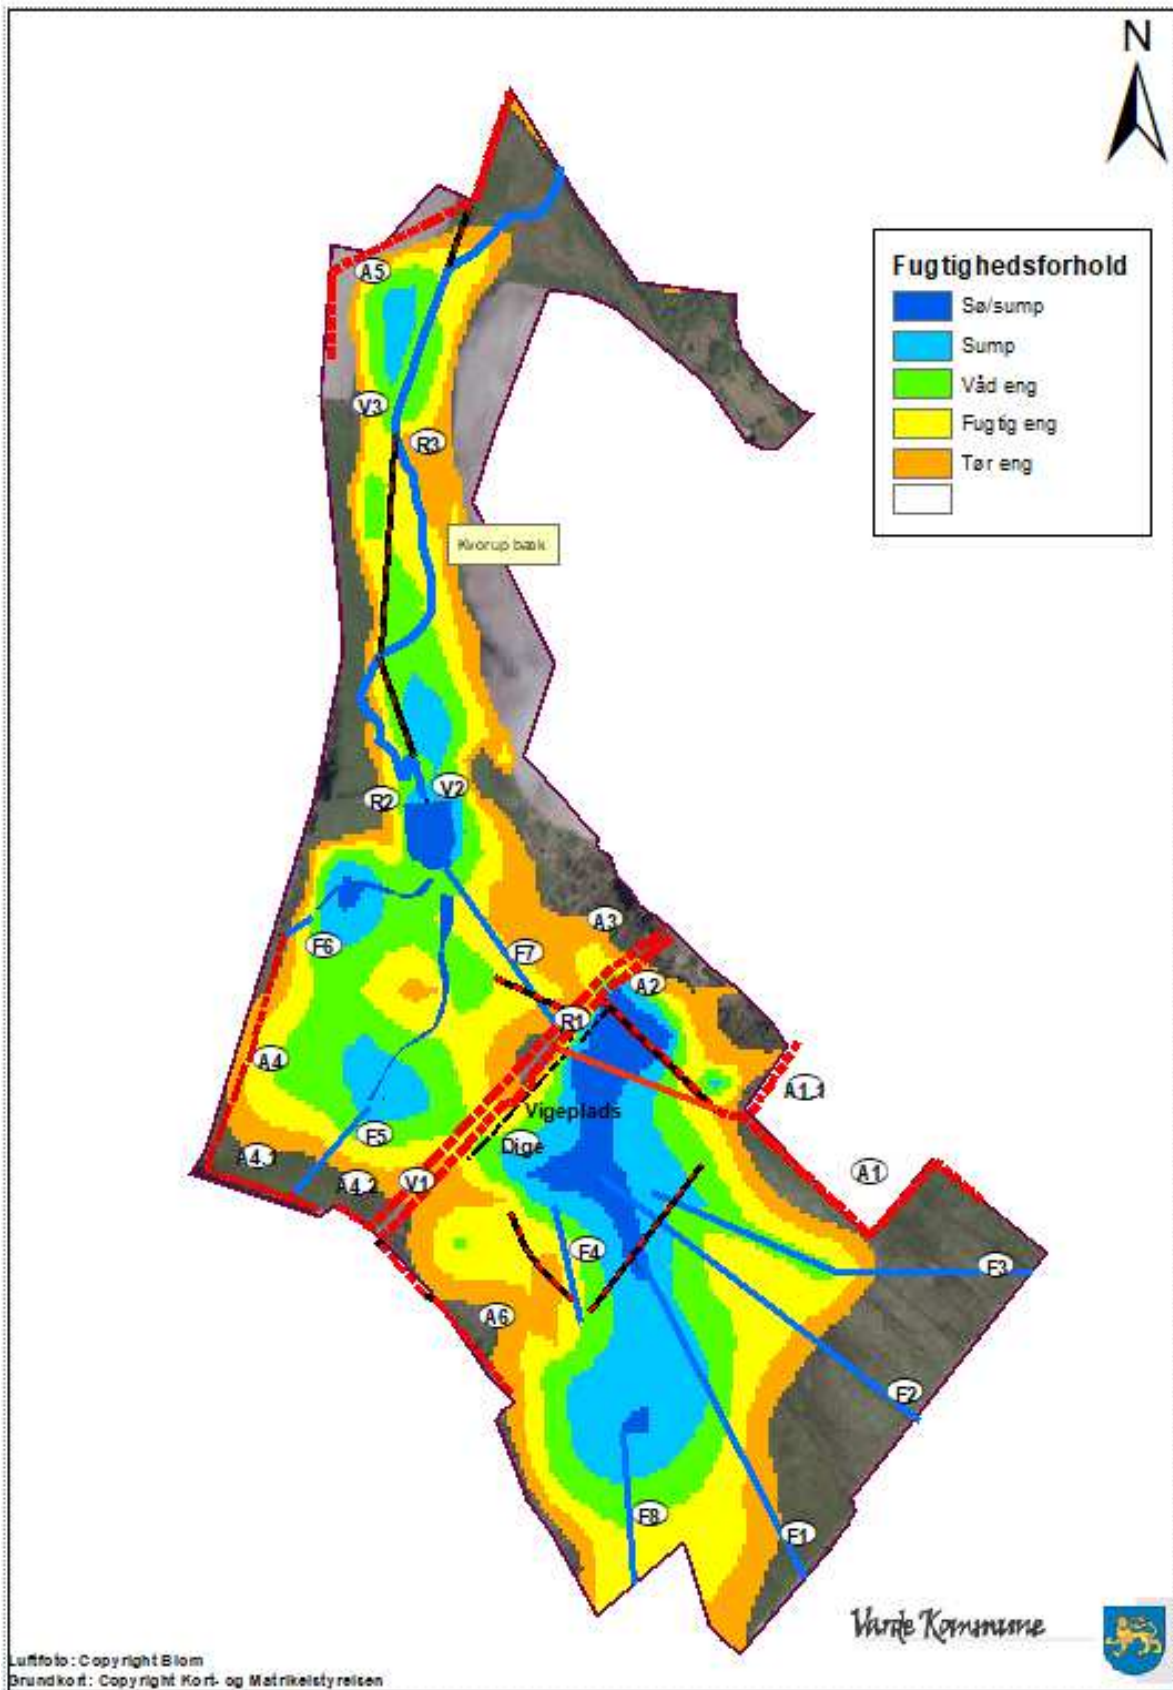 N
Fugtighedsforhold
Sø/sump
Sump
Våd eng
Fugtig eng
Tør eng
A5
V3
R3
Kvorup bæk
R2
V2
A3
F6
F7
A2
R1
A4
A1.1
Vigeplads
F5
Dige
A4.1
A4.2
V1
A1
F4
F3
A6
F2
F8
F1
Varde Kommune
Luftfoto: Copyright Blom
Grundkort: Copyright Kort- og Matrikelstyrelsen